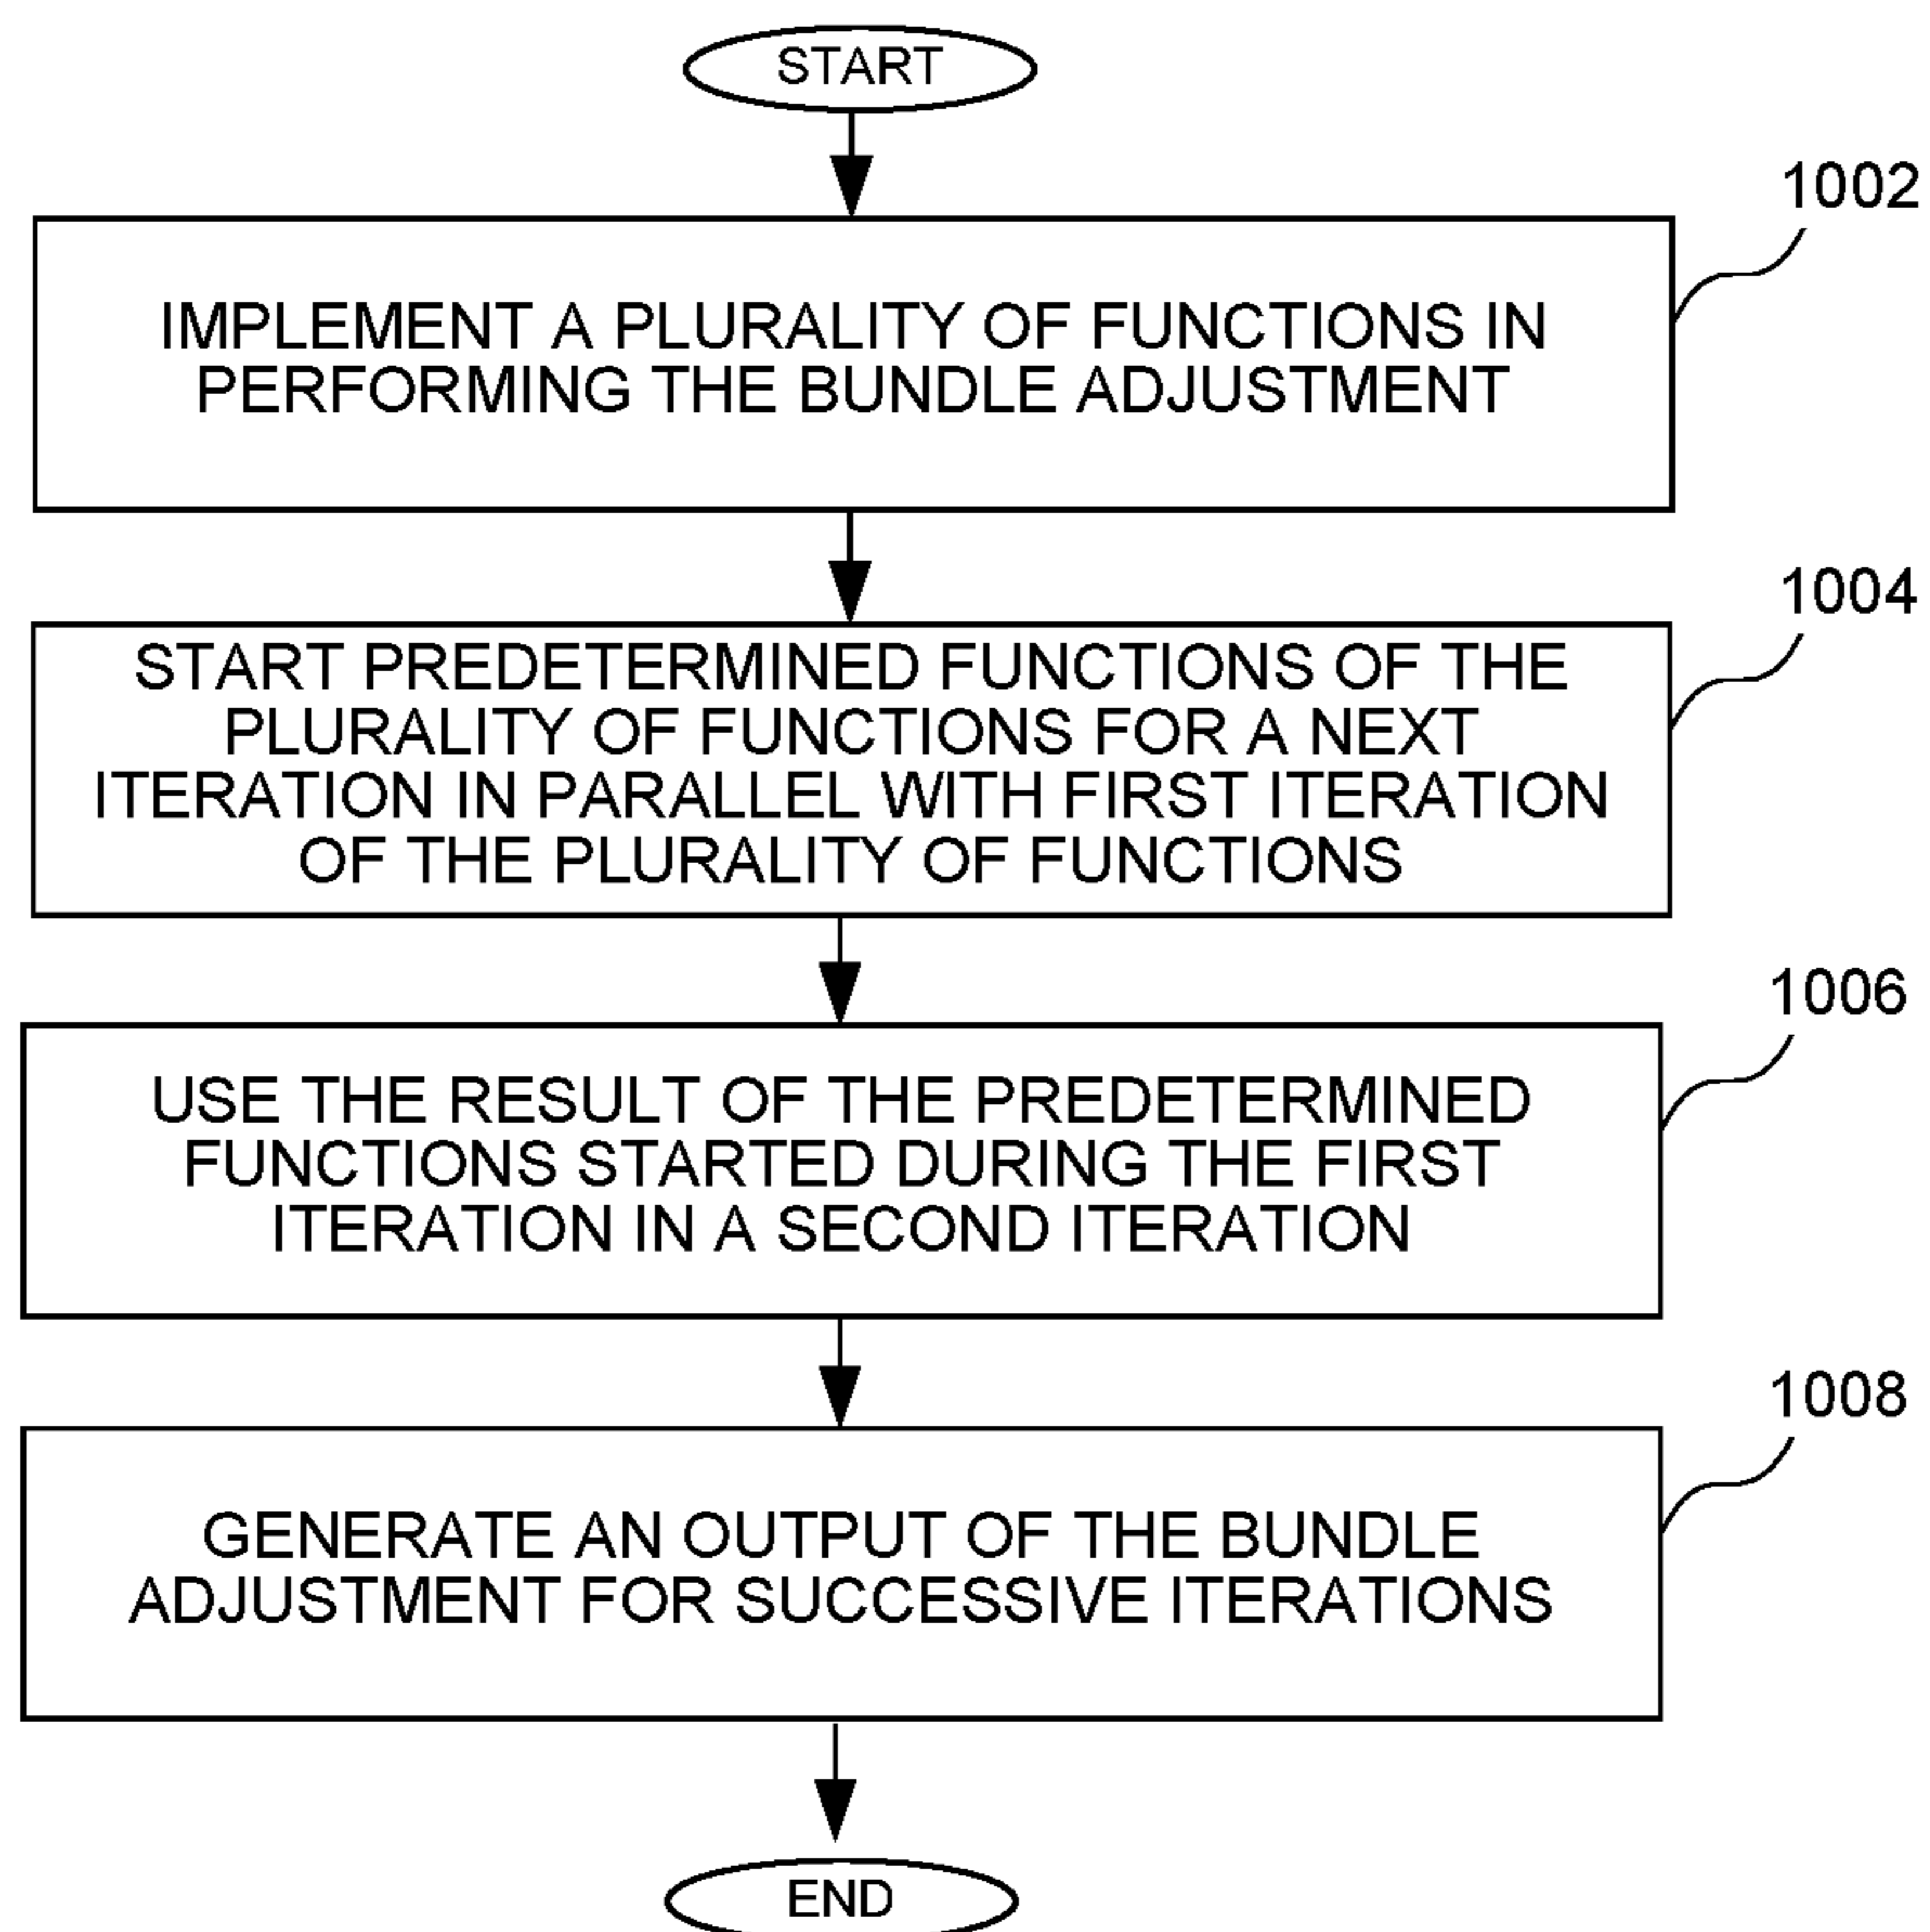 START
1002
IMPLEMENT A PLURALITY OF FUNCTIONS IN
PERFORMING THE BUNDLE ADJUSTMENT
1004
START PREDETERMINED FUNCTIONS OF THE
PLURALITY OF FUNCTIONS FOR A NEXT
ITERATION IN PARALLEL WITH FIRST ITERATION
OF THE PLURALITY OF FUNCTIONS
1006
USE THE RESULT OF THE PREDETERMINED
FUNCTIONS STARTED DURING THE FIRST
ITERATION IN A SECOND ITERATION
1008
GENERATE AN OUTPUT OF THE BUNDLE
ADJUSTMENT FOR SUCCESSIVE ITERATIONS
END